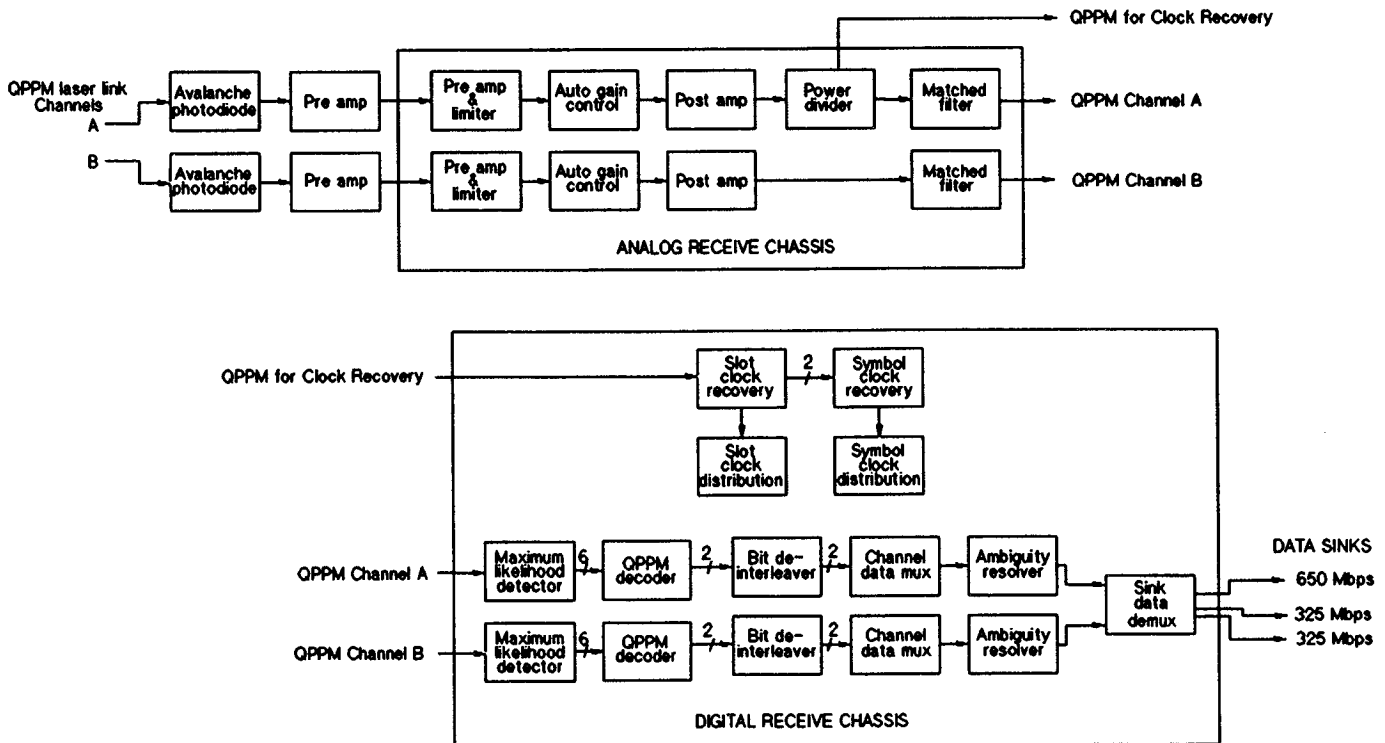 QPPM for Clock Recovery
QPPM laser link
Channels
A
Avalanche
photodiode
Pre amp
Pre amp
&
limiter
Auto gain
control
Post amp
Power
divider
Matched
filter
QPPM Channel A
B
Avalanche
photodiode
Pre amp
Pre amp
&
limiter
Auto gain
control
Post amp
Matched
filter
QPPM Channel B
ANALOG RECEIVE CHASSIS
QPPM for Clock Recovery
Slot
clock
recovery
2
Symbol
clock
recovery
Slot
clock
distribution
Symbol
clock
distribution
QPPM Channel A
Maximum
likelihood
detector
6
QPPM
decoder
2
Bit de-
interleaver
2
Channel
data mux
Ambiguity
resolver
Sink
data
demux
DATA SINKS
650 Mbps
325 Mbps
325 Mbps
QPPM Channel B
Maximum
likelihood
detector
6
QPPM
decoder
2
Bit de-
interleaver
2
Channel
data mux
Ambiguity
resolver
DIGITAL RECEIVE CHASSIS